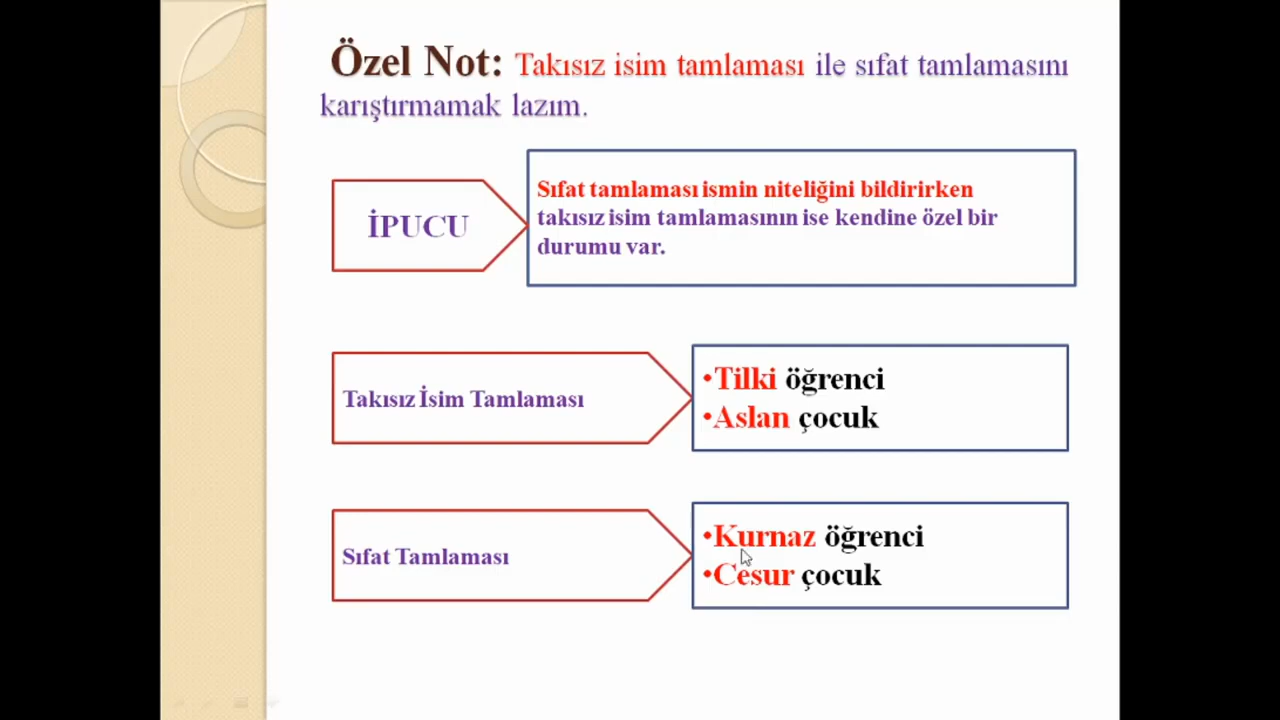 Özel Not: Takısız isim tamlaması ile sıfat tamlamasını
karıştırmamak lazım.
İPUCU
Sıfat tamlaması ismin niteliğini bildirirken
takısız isim tamlamasının ise kendine özel bir
durumu var.
Takısız İsim Tamlaması
•Tilki öğrenci
•Aslan çocuk
Sıfat Tamlaması
•Kurnaz öğrenci
•Cesur çocuk